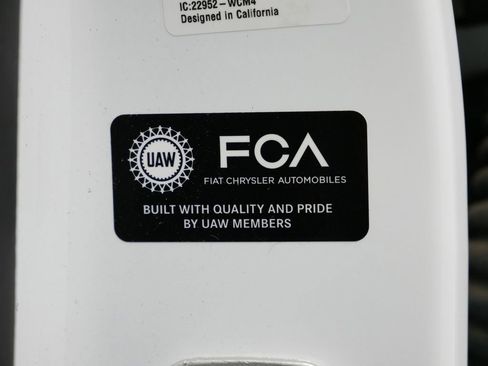 IC:22952-WCM4
Designed in California
UAW
FCA
FIAT CHRYSLER AUTOMOBILES
BUILT WITH QUALITY AND PRIDE
BY UAW MEMBERS